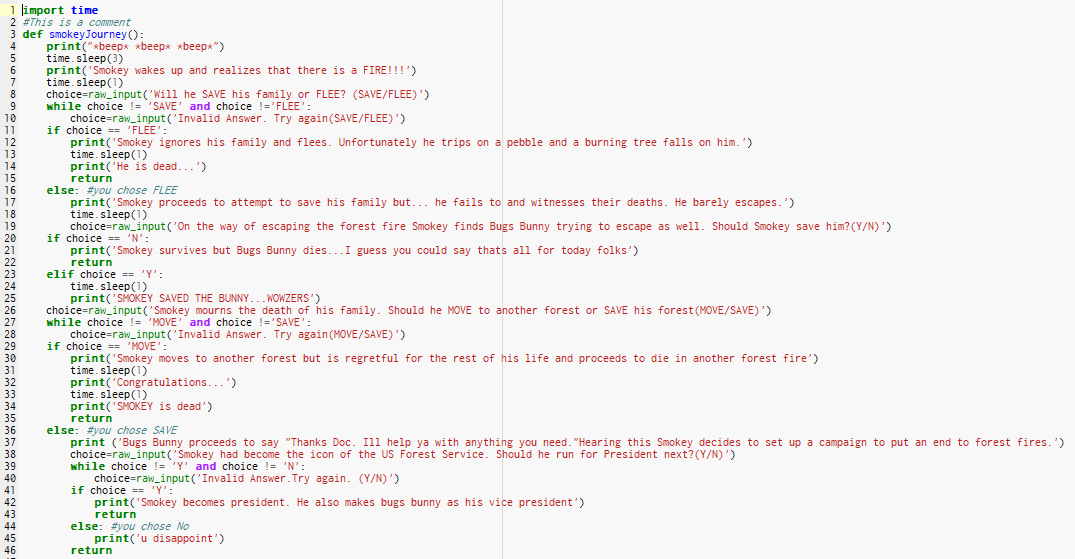 1 import time
2 #This is a comment
3 def smokeyJourney():
4 print("*beep* *beep* *beep*")
5 time.sleep(3)
6 print('Smokey wakes up and realizes that there is a FIRE!!!')
7 time.sleep(1)
8 choice=raw_input('Will he SAVE his family or FLEE? (SAVE/FLEE)')
9 while choice != 'SAVE' and choice !='FLEE':
10 choice=raw_input('Invalid Answer. Try again(SAVE/FLEE)')
11 if choice == 'FLEE':
12 print('Smokey ignores his family and flees. Unfortunately he trips on a pebble and a burning tree falls on him.')
13 time.sleep(1)
14 print('He is dead...')
15 return
16 else: #you chose FLEE
17 print('Smokey proceeds to attempt to save his family but... he fails to and witnesses their deaths. He barely escapes.')
18 time.sleep(1)
19 choice=raw_input('On the way of escaping the forest fire Smokey finds Bugs Bunny trying to escape as well. Should Smokey save him?(Y/N)')
20 if choice == 'N':
21 print('Smokey survives but Bugs Bunny dies...I guess you could say thats all for today folks')
22 return
23 elif choice == 'Y':
24 time.sleep(1)
25 print('SMOKEY SAVED THE BUNNY...WOWZERS')
26 choice=raw_input('Smokey mourns the death of his family. Should he MOVE to another forest or SAVE his forest(MOVE/SAVE)')
27 while choice != 'MOVE' and choice !='SAVE':
28 choice=raw_input('Invalid Answer. Try again(MOVE/SAVE)')
29 if choice == 'MOVE':
30 print('Smokey moves to another forest but is regretful for the rest of his life and proceeds to die in another forest fire')
31 time.sleep(1)
32 print('Congratulations...')
33 time.sleep(1)
34 print('SMOKEY is dead')
35 return
36 else: #you chose SAVE
37 print ('Bugs Bunny proceeds to say "Thanks Doc. Ill help ya with anything you need."Hearing this Smokey decides to set up a campaign to put an end to forest fires.')
38 choice=raw_input('Smokey had become the icon of the US Forest Service. Should he run for President next?(Y/N)')
39 while choice != 'Y' and choice != 'N':
40 choice=raw_input('Invalid Answer.Try again. (Y/N)')
41 if choice == 'Y':
42 print('Smokey becomes president. He also makes bugs bunny as his vice president')
43 return
44 else: #you chose No
45 print('u disappoint')
46 return